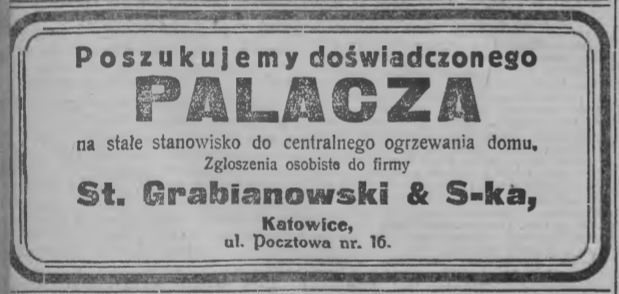 Poszukujemy doświadczonego
PALACZA
na stałe stanowisko do centralnego ogrzewania domu.
Zgłoszenia osobiste do firmy
St. Grabianowski & S-ka,
Katowice,
ul. Pocztowa nr. 16.